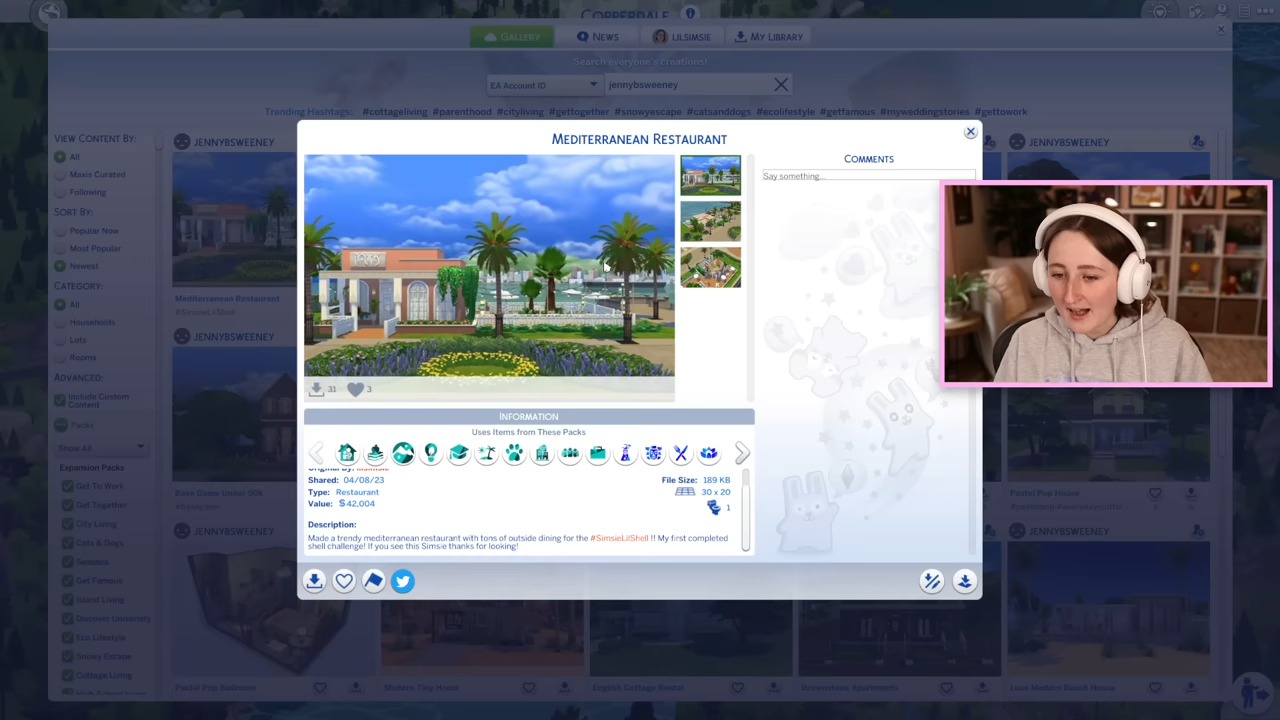 COPPERDALE
GALLERY
NEWS
LILSIMSIE
MY LIBRARY
Search everyone's creations!
EA Account ID
jennybsweeney
Trending Hashtags: #cottageliving #parenthood #cityliving #gettogether #snowyescape #catsanddogs #ecolifestyle #getfamous #myweddingstories #gettowork
VIEW CONTENT BY:
All
Maxis Curated
Following
SORT BY:
Popular Now
Most Popular
Newest
CATEGORY:
All
Households
Lots
Rooms
ADVANCED:
Include Custom
Content
Packs
Show All
Expansion Packs
Get To Work
Get Together
City Living
Cats & Dogs
Seasons
Get Famous
Island Living
Discover University
Eco Lifestyle
Snowy Escape
Cottage Living
High School Years
JENNYBSWEENEY
Mediterranean Restaurant
#SimsieLilShell
JENNYBSWEENEY
Base Game Under 50k
JENNYBSWEENEY
Pastel Pop Bedroom
MEDITERRANEAN RESTAURANT
TRENDY
31
3
INFORMATION
Uses Items from These Packs
Original By: lilsimsie
Shared: 04/08/23
Type: Restaurant
Value: $42,004
File Size: 189 KB
30 x 20
1
Description:
Made a trendy mediterranean restaurant with tons of outside dining for the #SimsieLilShell !! My first completed
shell challenge! If you see this Simsie thanks for looking!
COMMENTS
Say something...
JENNYBSWEENEY
Pastel Pop House
Modern Tiny House
English Cottage Rental
Brownstone Apartments
Luxe Modern Beach House